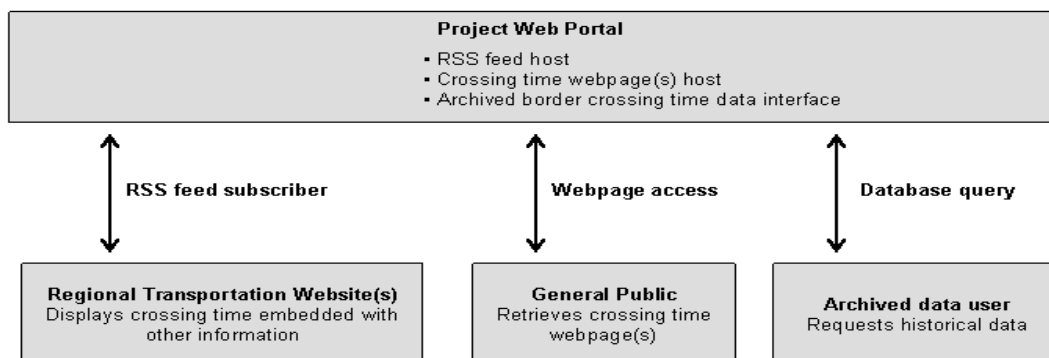 Project Web Portal
▪ RSS feed host
▪ Crossing time webpage(s) host
▪ Archived border crossing time data interface
RSS feed subscriber
Webpage access
Database query
Regional Transportation Website(s)
Displays crossing time embedded with
other information
General Public
Retrieves crossing time
webpage(s)
Archived data user
Requests historical data